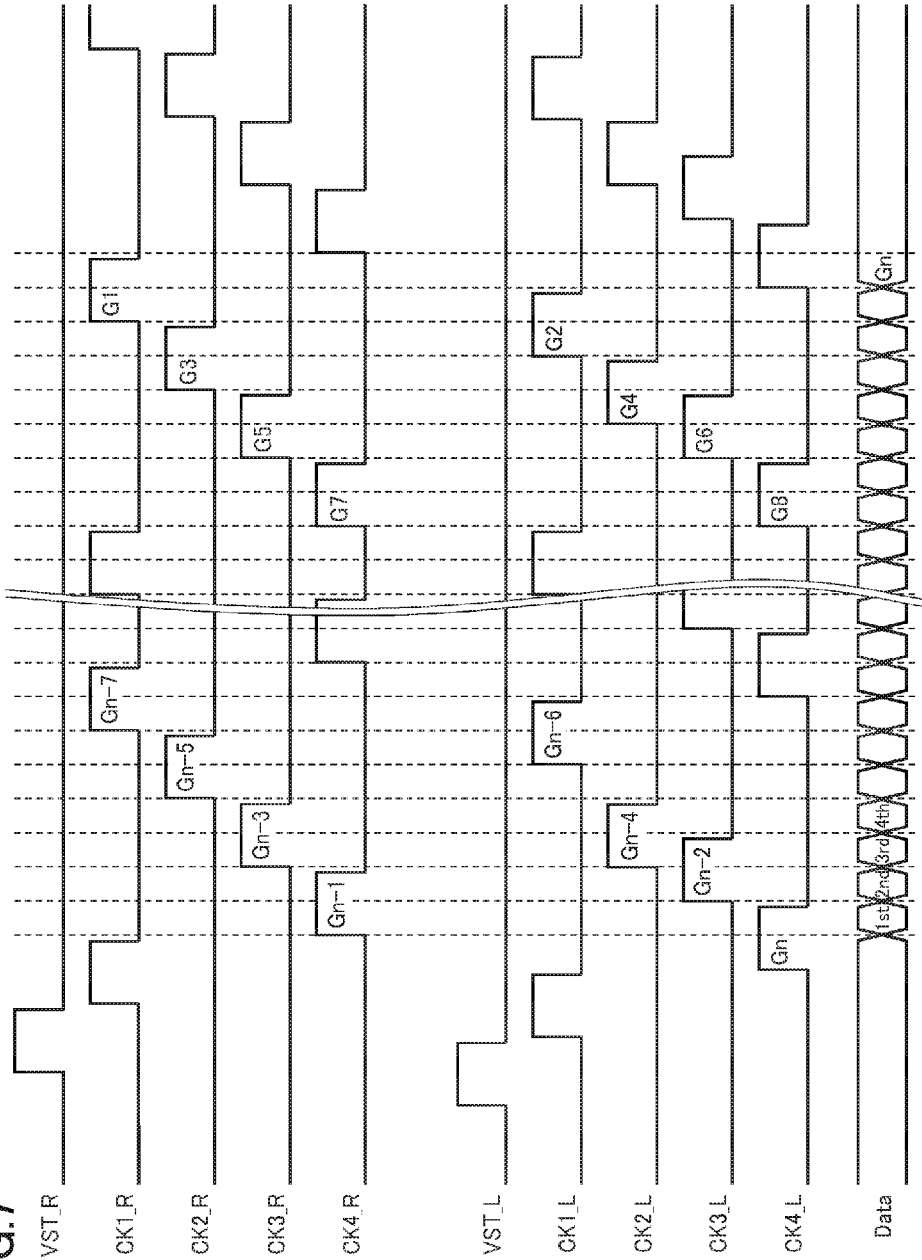 G.7
VST_R
CK1_R
Gn-7
G1
CK2_R
Gn-5
G3
CK3_R
Gn-3
G5
CK4_R
Gn-1
G7
VST_L
CK1_L
Gn-6
G2
CK2_L
Gn-4
G4
CK3_L
Gn-2
G6
CK4_L
Gn
G8
Data
1st 2nd 3rd 4th
Gn